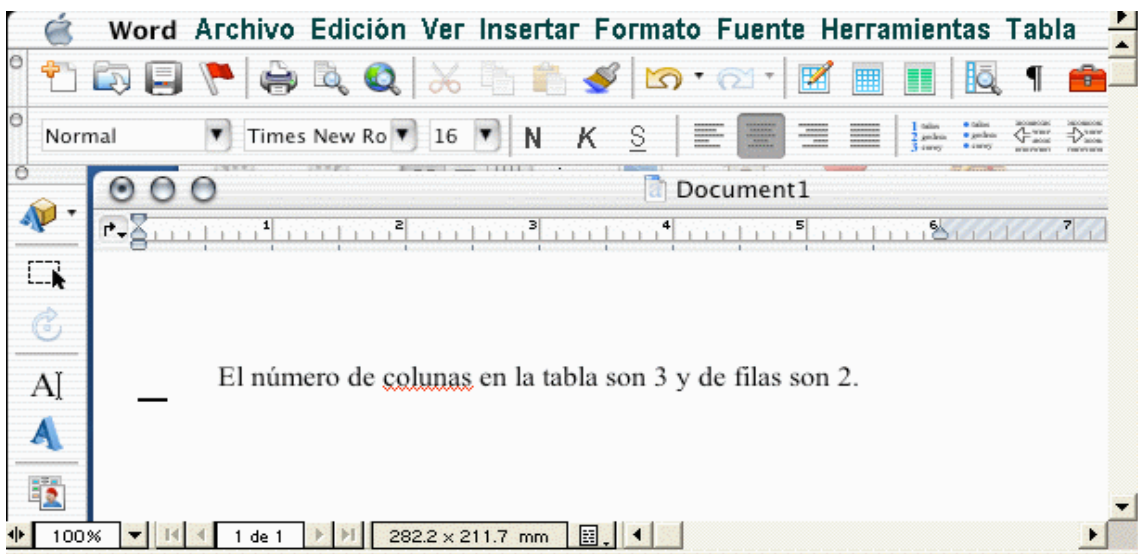 Word Archivo Edición Ver Insertar Formato Fuente Herramientas Tabla
Normal Times New Ro 16 N K S
Document1
1 2 3 4 5 6 7
El número de colunas en la tabla son 3 y de filas son 2.
AI
A
100% 1 de 1 282.2 x 211.7 mm